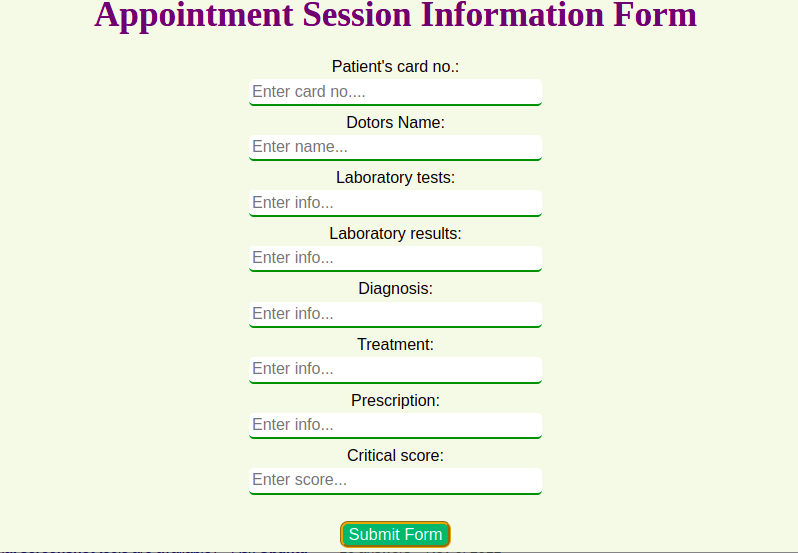 Appointment Session Information Form
Patient's card no.:
Enter card no....
Dotors Name:
Enter name...
Laboratory tests:
Enter info...
Laboratory results:
Enter info...
Diagnosis:
Enter info...
Treatment:
Enter info...
Prescription:
Enter info...
Critical score:
Enter score...
Submit Form